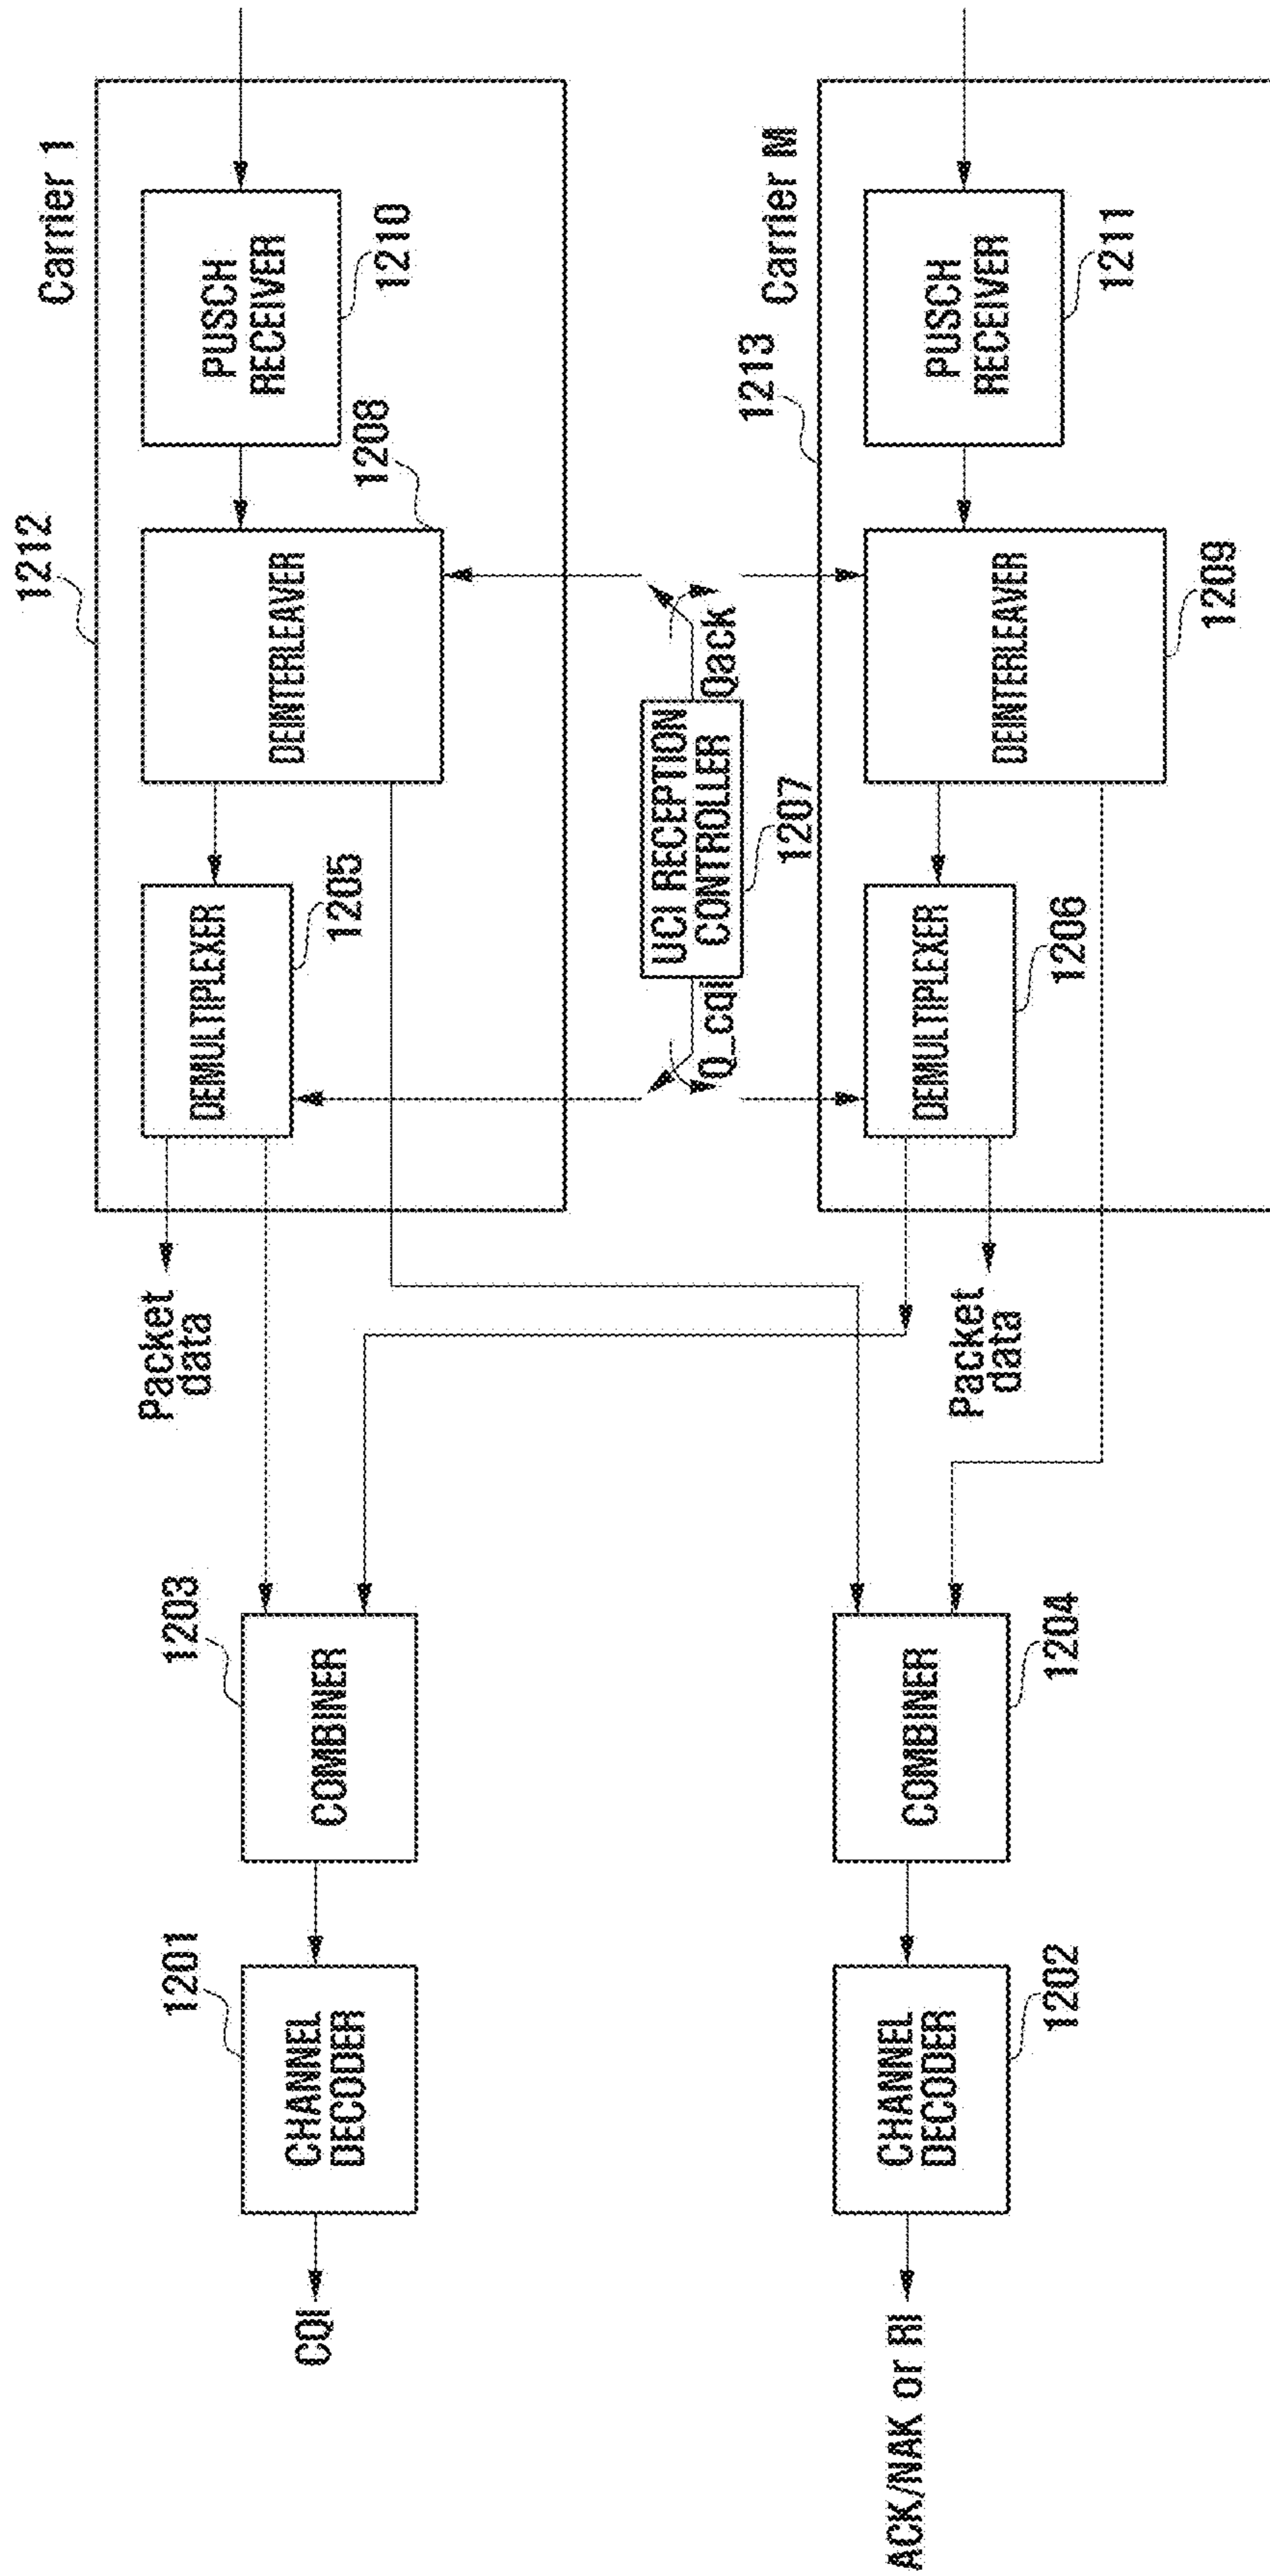 CQI
CHANNEL
DECODER
1201
COMBINER
1203
Packet
data
DEMULTIPLEXER
1205
DEINTERLEAVER
1208
PUSCH
RECEIVER
1210
Carrier 1
1212
UCI RECEPTION
CONTROLLER
1207
Q_cqi
Qack
ACK/NAK or RI
CHANNEL
DECODER
1202
COMBINER
1204
Packet
data
DEMULTIPLEXER
1206
DEINTERLEAVER
1209
PUSCH
RECEIVER
1211
Carrier M
1213